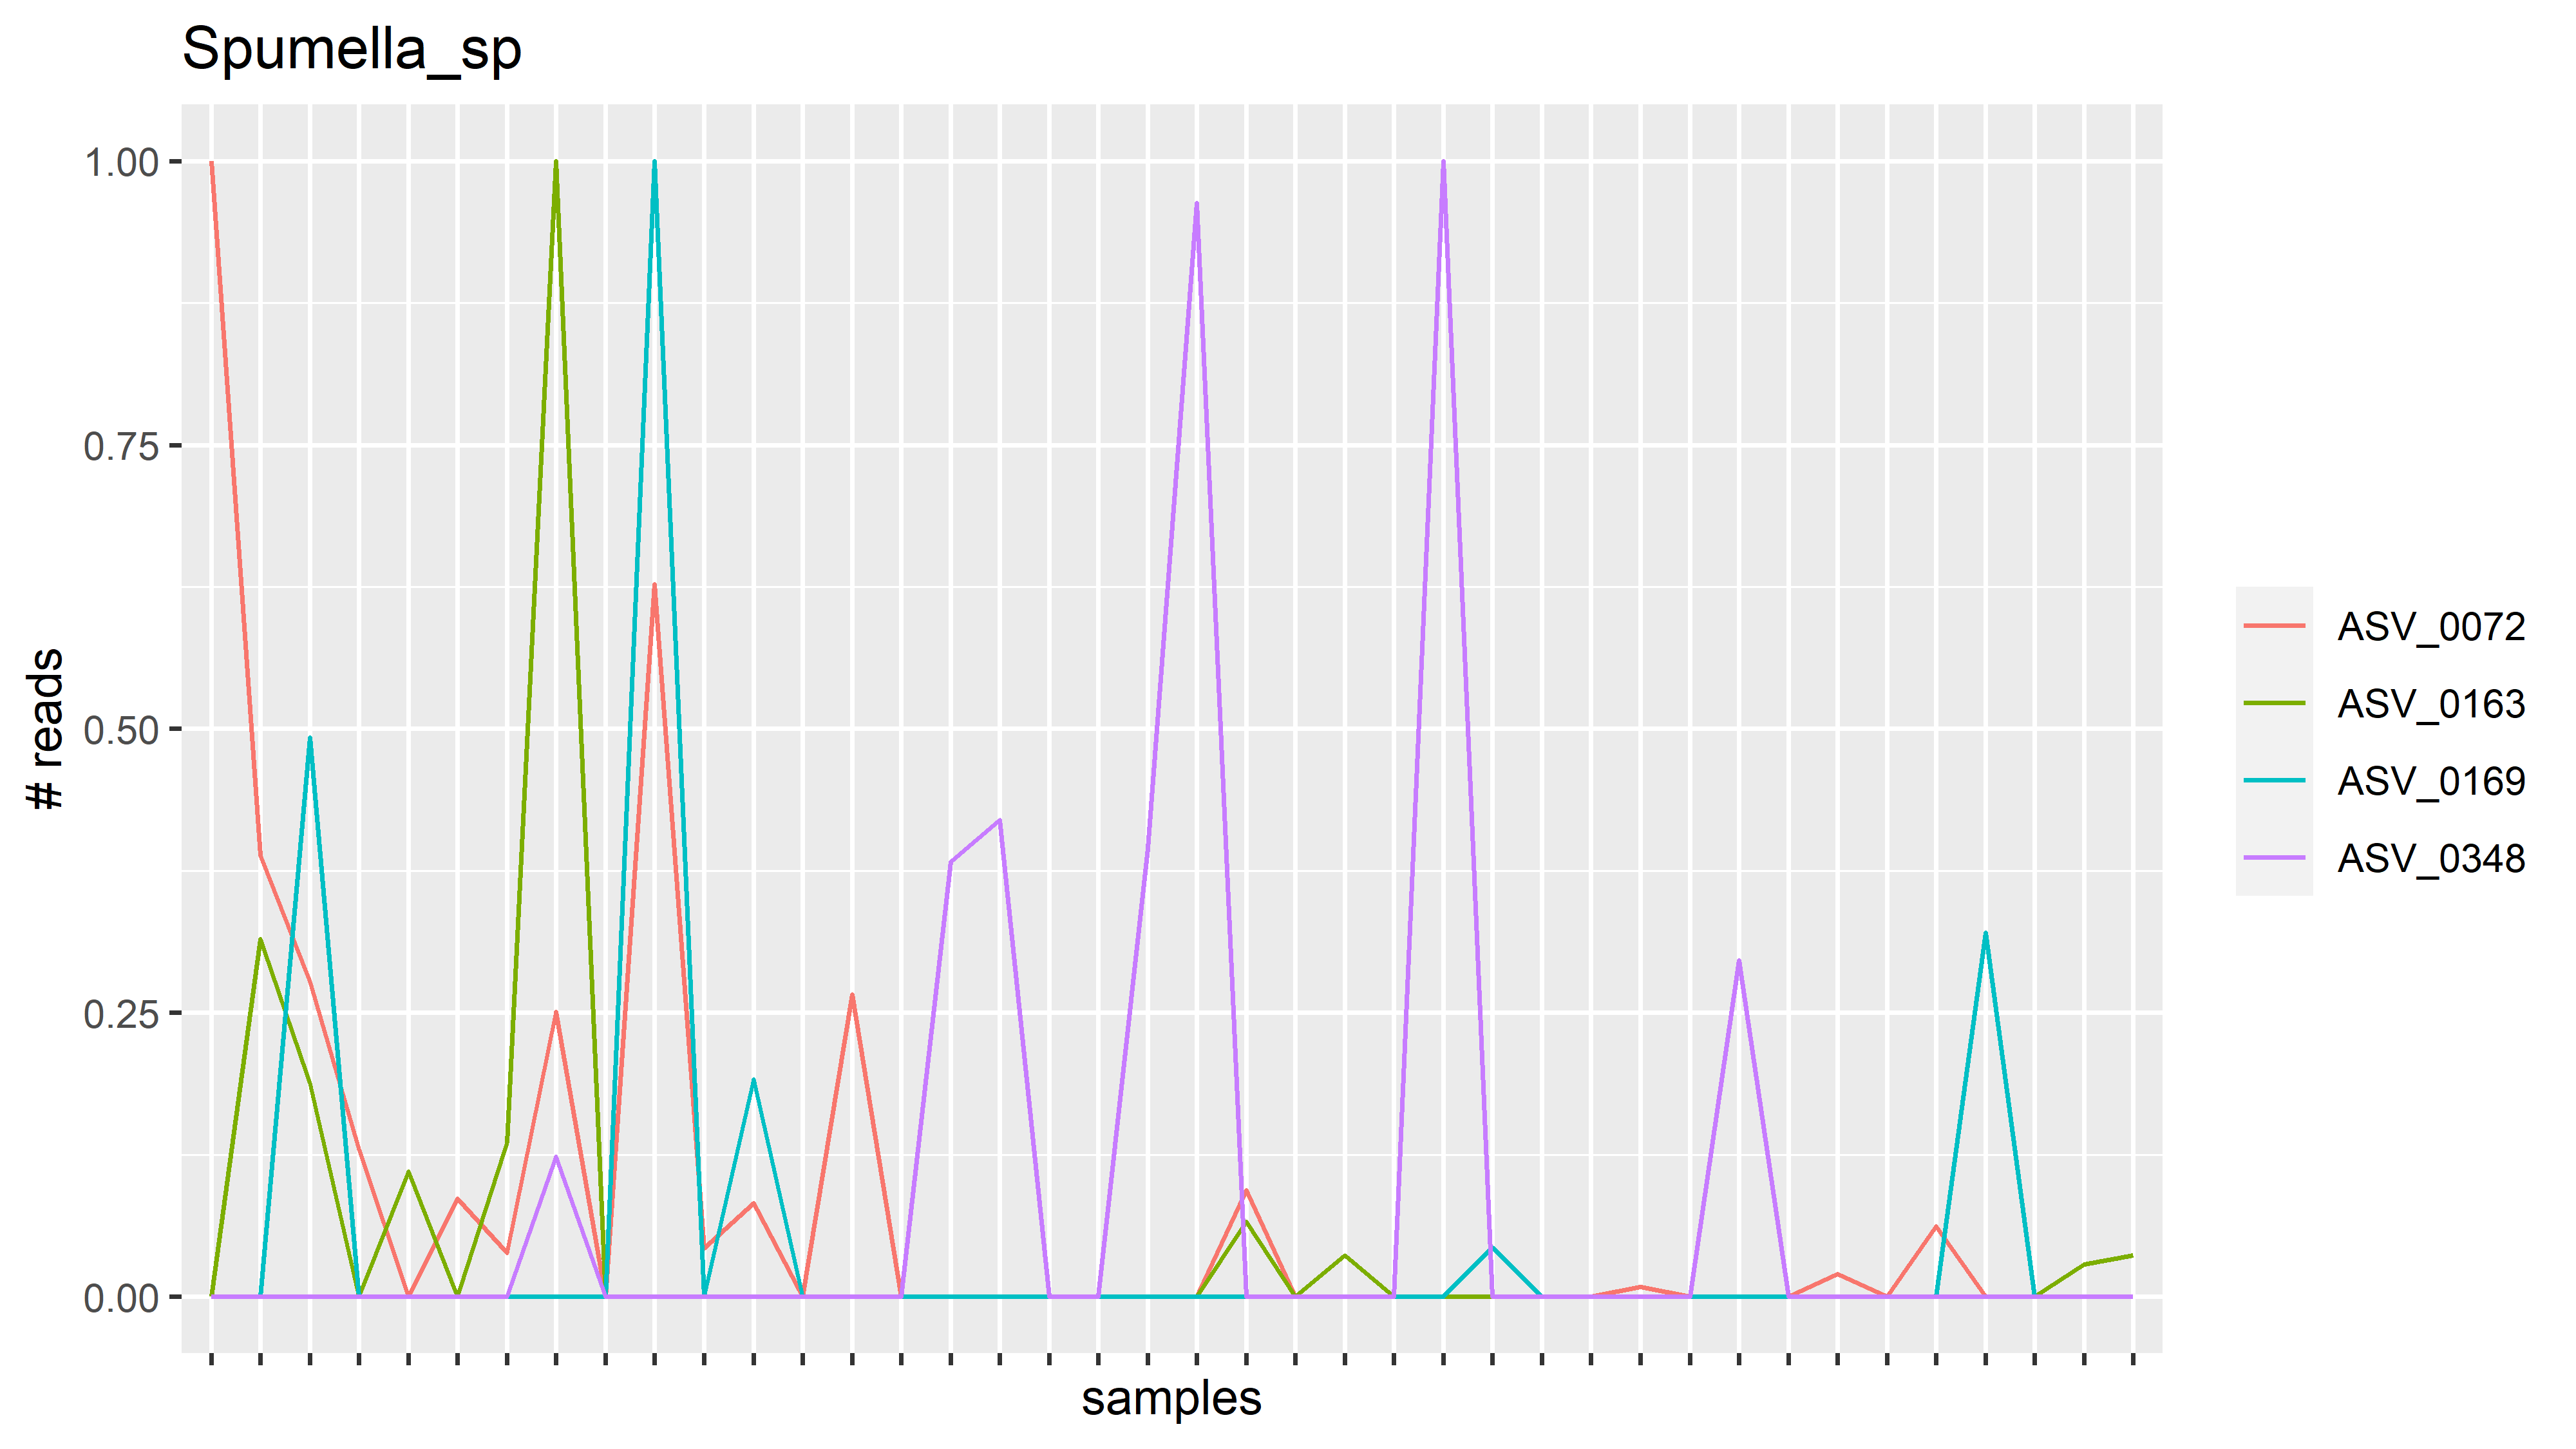 Spumella_sp
1.00
0.75
0.50
0.25
0.00
# reads
samples
ASV_0072
ASV_0163
ASV_0169
ASV_0348